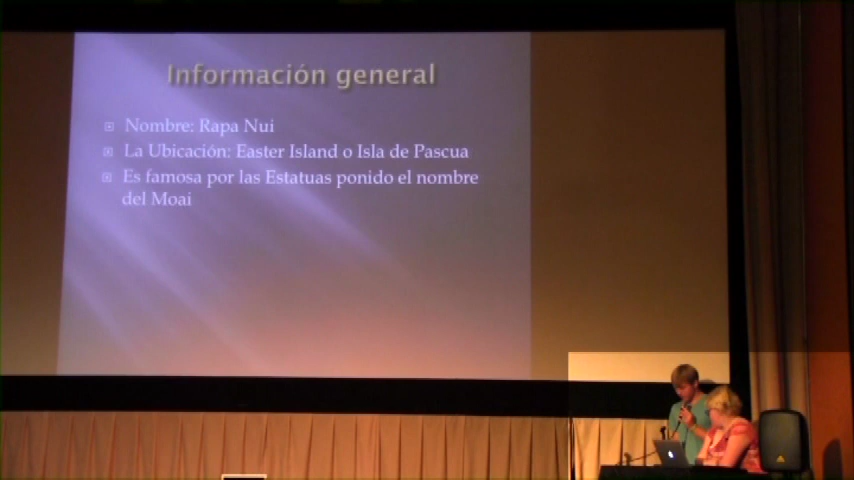 Información general
Nombre: Rapa Nui
La Ubicación: Easter Island o Isla de Pascua
Es famosa por las Estatuas ponido el nombre
del Moai